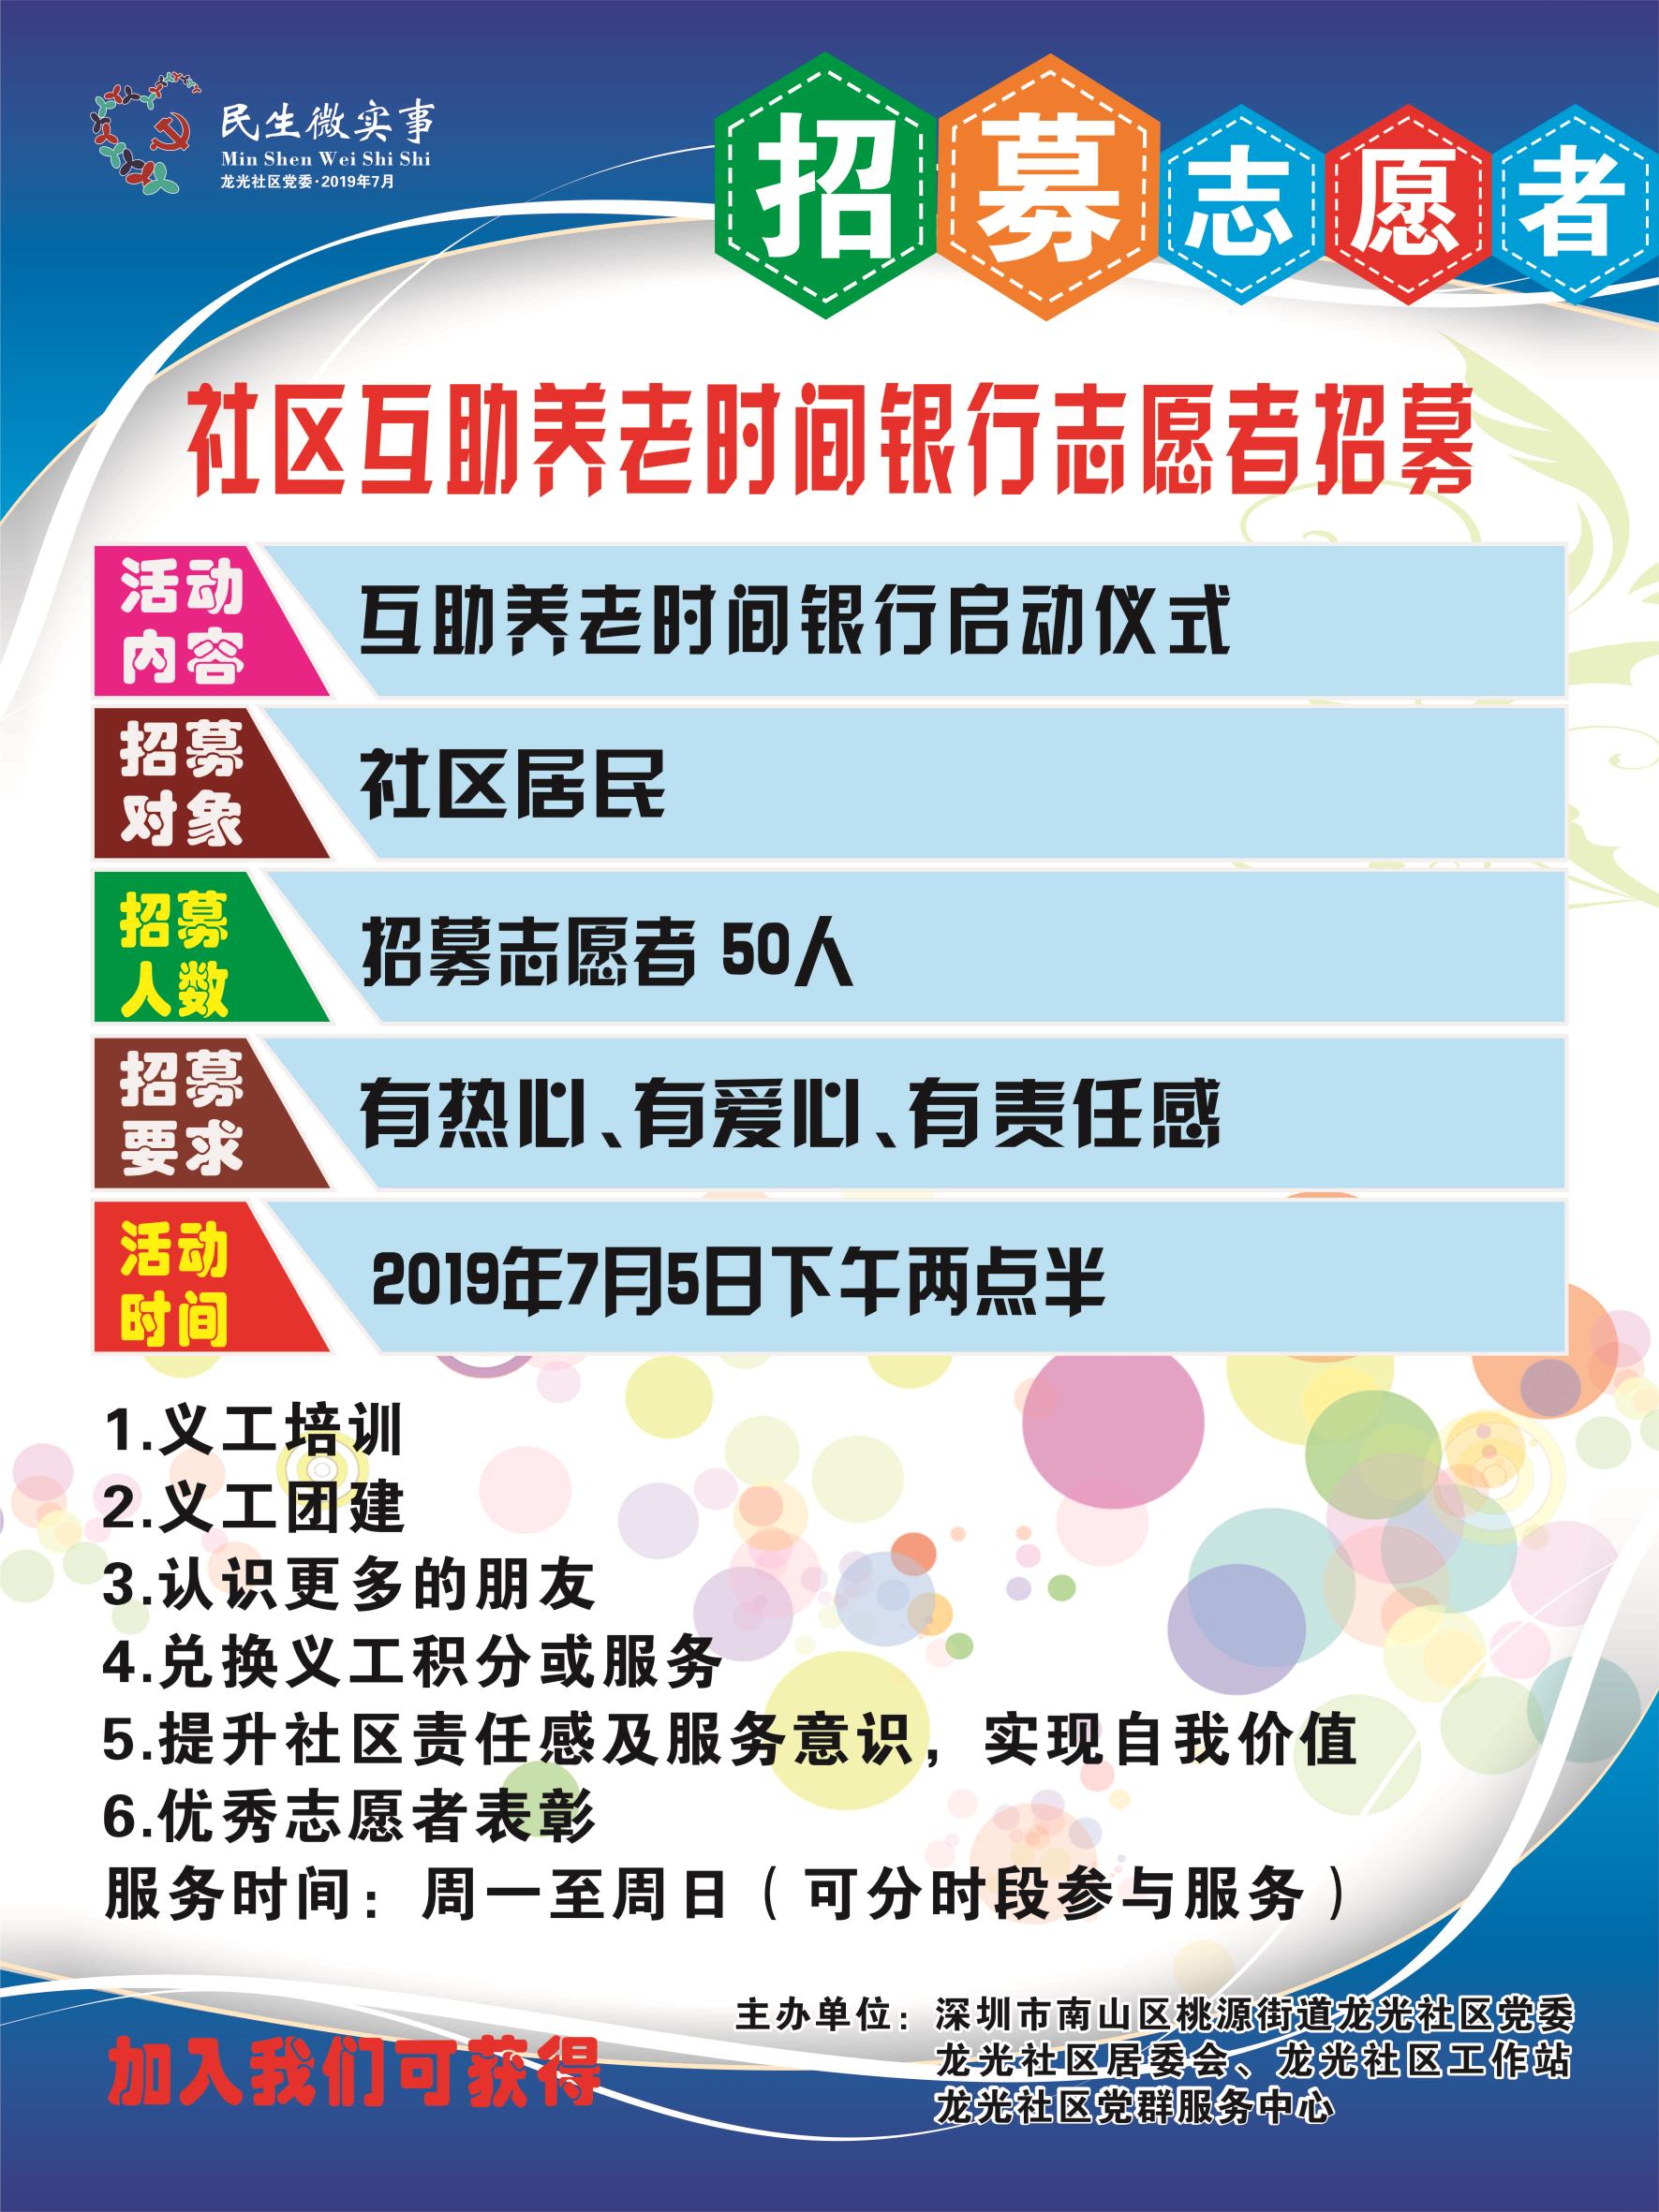 民生微实事
Min Shen Wei Shi Shi
龙光社区党委·2019年7月
招募志愿者
社区互助养老时间银行志愿者招募
活动
内容
互助养老时间银行启动仪式
招募
对象
社区居民
招募
人数
招募志愿者 50人
招募
要求
有热心、有爱心、有责任感
活动
时间
2019年7月5日下午两点半
1.义工培训
2.义工团建
3.认识更多的朋友
4.兑换义工积分或服务
5.提升社区责任感及服务意识，实现自我价值
6.优秀志愿者表彰
服务时间：周一至周日（可分时段参与服务）
加入我们可获得
主办单位：深圳市南山区桃源街道龙光社区党委
龙光社区居委会、龙光社区工作站
龙光社区党群服务中心